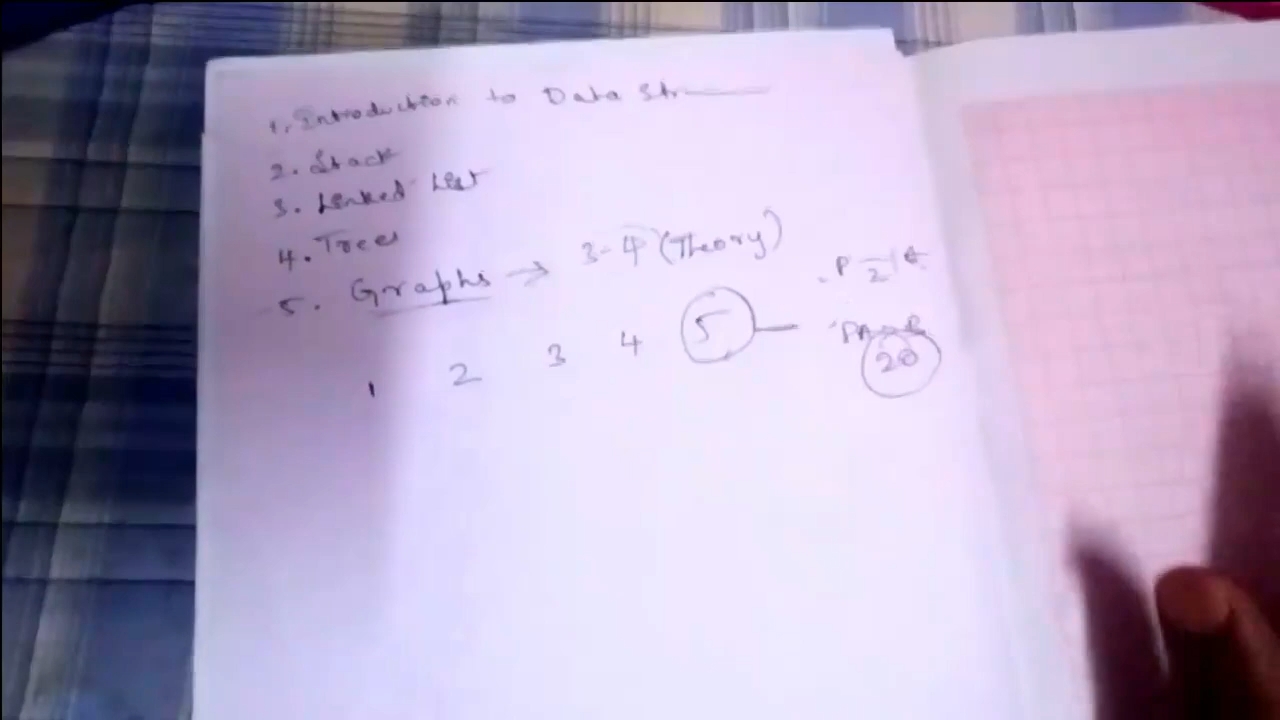 1. Introduction to Data Str
2. Stack
3. Linked List
4. Trees
5. Graphs → 3-4 (Theory)
1 2 3 4 5
20